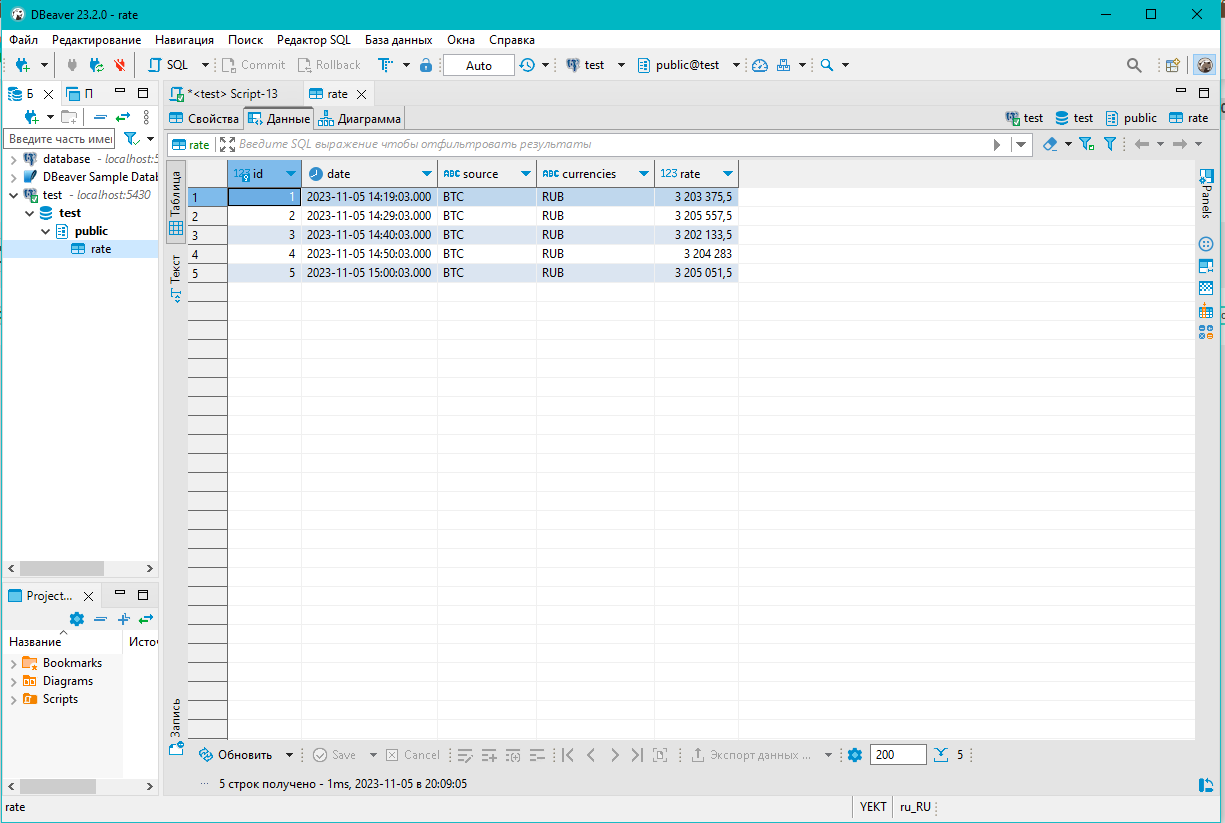 DBeaver 23.2.0 - rate
Файл Редактирование Навигация Поиск Редактор SQL База данных Окна Справка
SQL Commit Rollback Auto test public@test
Б П *<test> Script-13 rate
Свойства Данные Диаграмма test test public rate
Введите часть имен
rate Введите SQL выражение чтобы отфильтровать результаты
database - localhost:5
DBeaver Sample Datab
test - localhost:5430
test
public
rate
Таблица
Текст
Запись
123 id date ABC source ABC currencies 123 rate
1 1 2023-11-05 14:19:03.000 BTC RUB 3 203 375,5
2 2 2023-11-05 14:29:03.000 BTC RUB 3 205 557,5
3 3 2023-11-05 14:40:03.000 BTC RUB 3 202 133,5
4 4 2023-11-05 14:50:03.000 BTC RUB 3 204 283
5 5 2023-11-05 15:00:03.000 BTC RUB 3 205 051,5
Panels
Project...
Название Источ
Bookmarks
Diagrams
Scripts
Обновить Save Cancel Экспорт данных ... 200 5
5 строк получено - 1ms, 2023-11-05 в 20:09:05
rate YEKT ru_RU